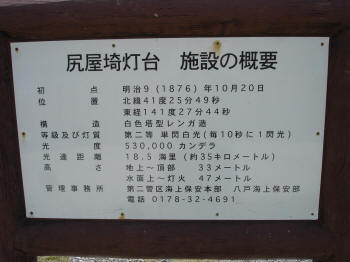 尻屋埼灯台 施設の概要
初点 明治9(1876)年10月20日
位置 北緯41度25分49秒
東経141度27分44秒
構造 白色塔型レンガ造
等級及び灯質 第二等 単閃白光(毎10秒に1閃光)
光度 530,000 カンデラ
光達距離 18.5 海里 (約35キロメートル)
高さ 地上～頂部 33メートル
水面上～灯火 47メートル
管理事務所 第二管区海上保安本部 八戸海上保安部
電話 0178-32-4691